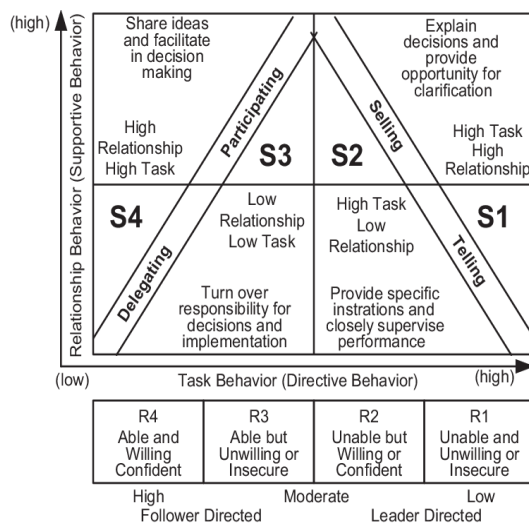 (high)
Share ideas
and facilitate
in decision
making
Explain
decisions and
provide
opportunity for
clarification
Participating
Selling
High
Relationship
High Task
S3
S2
High Task
High
Relationship
S4
Low
Relationship
Low Task
High Task
Low
Relationship
S1
Delegating
Telling
Turn over
responsibility for
decisions and
implementation
Provide specific
instrations and
closely supervise
performance
Relationship Behavior (Supportive Behavior)
(low)
Task Behavior (Directive Behavior)
(high)
R4
Able and
Willing
Confident
R3
Able but
Unwilling or
Insecure
R2
Unable but
Willing or
Confident
R1
Unable and
Unwilling or
Insecure
High
Moderate
Low
Follower Directed
Leader Directed